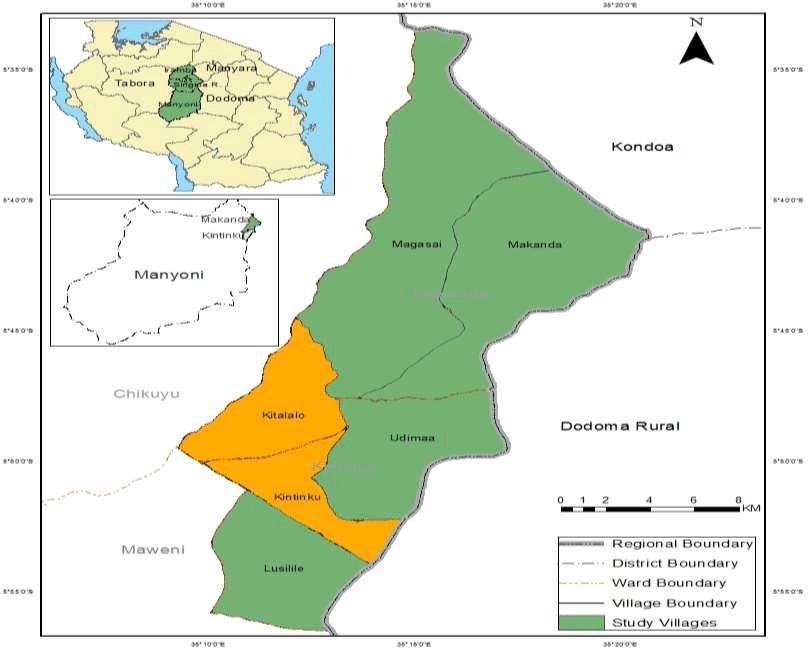 35°10'0"E 35°15'0"E 35°20'0"E
N
Manyara
Tabora
Singida R.
Dodoma
Manyoni
5°35'0"S 5°35'0"S
Kondoa
5°40'0"S 5°40'0"S
Makanda
Kintinku
Manyoni
Magasai
Makanda
5°45'0"S 5°45'0"S
Chikuyu
Kitalalo
Dodoma Rural
Udimaa
5°50'0"S 5°50'0"S
Kintinku
0 1 2 4 6 8
KM
Maweni
Lusilile
Regional Boundary
District Boundary
Ward Boundary
Village Boundary
Study Villages
5°55'0"S 5°55'0"S
35°10'0"E 35°15'0"E 35°20'0"E